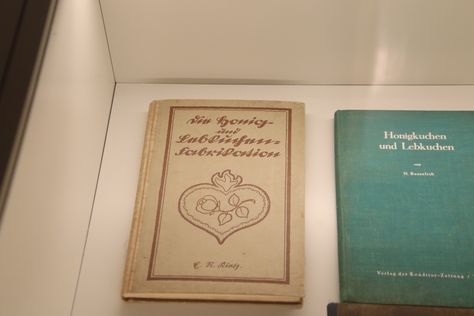 Die Honig-
und
Lebkuchen-
Fabrikation
Honigkuchen
und Lebkuchen
von
Verlag der Konditor-Zeitung